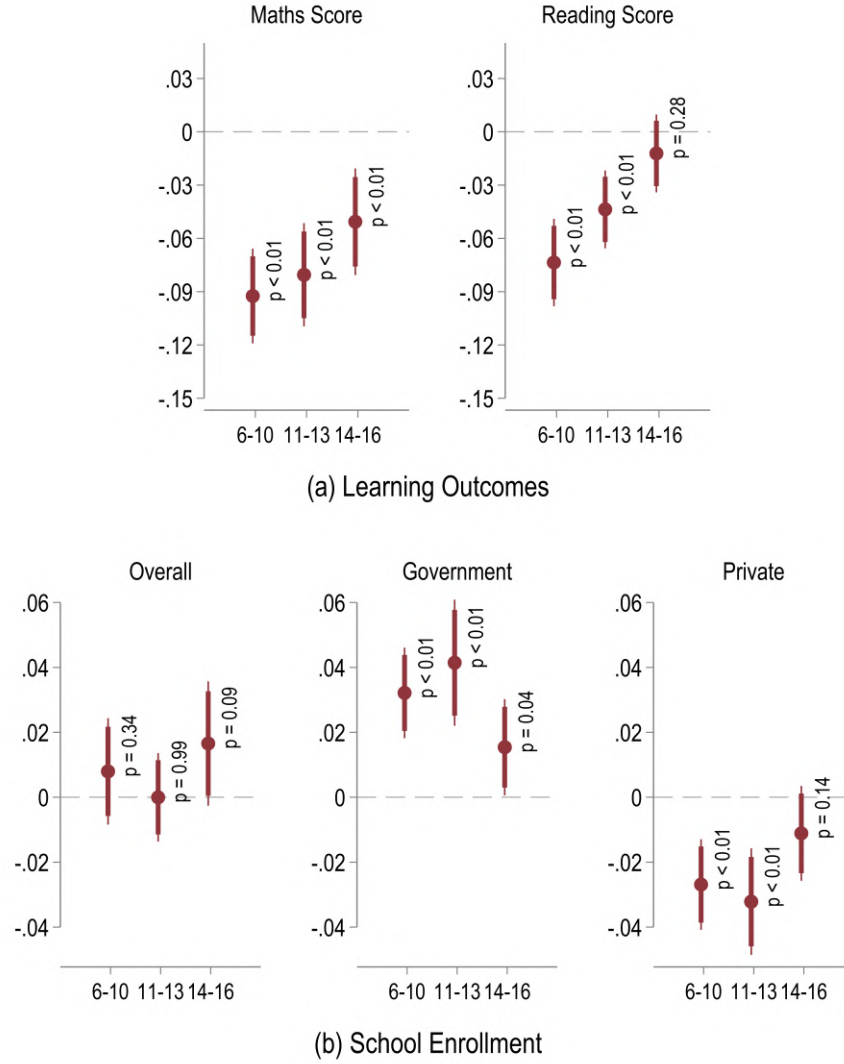 Maths Score
Reading Score
.03
0
-.03
-.06
-.09
-.12
-.15
p < 0.01
p < 0.01
p < 0.01
6-10 11-13 14-16
.03
0
-.03
-.06
-.09
-.12
-.15
p < 0.01
p < 0.01
p = 0.28
6-10 11-13 14-16
(a) Learning Outcomes
Overall
Government
Private
.06
.04
.02
0
-.02
-.04
p = 0.34
p = 0.99
p = 0.09
6-10 11-13 14-16
.06
.04
.02
0
-.02
-.04
p < 0.01
p < 0.01
p = 0.04
6-10 11-13 14-16
.06
.04
.02
0
-.02
-.04
p < 0.01
p < 0.01
p = 0.14
6-10 11-13 14-16
(b) School Enrollment